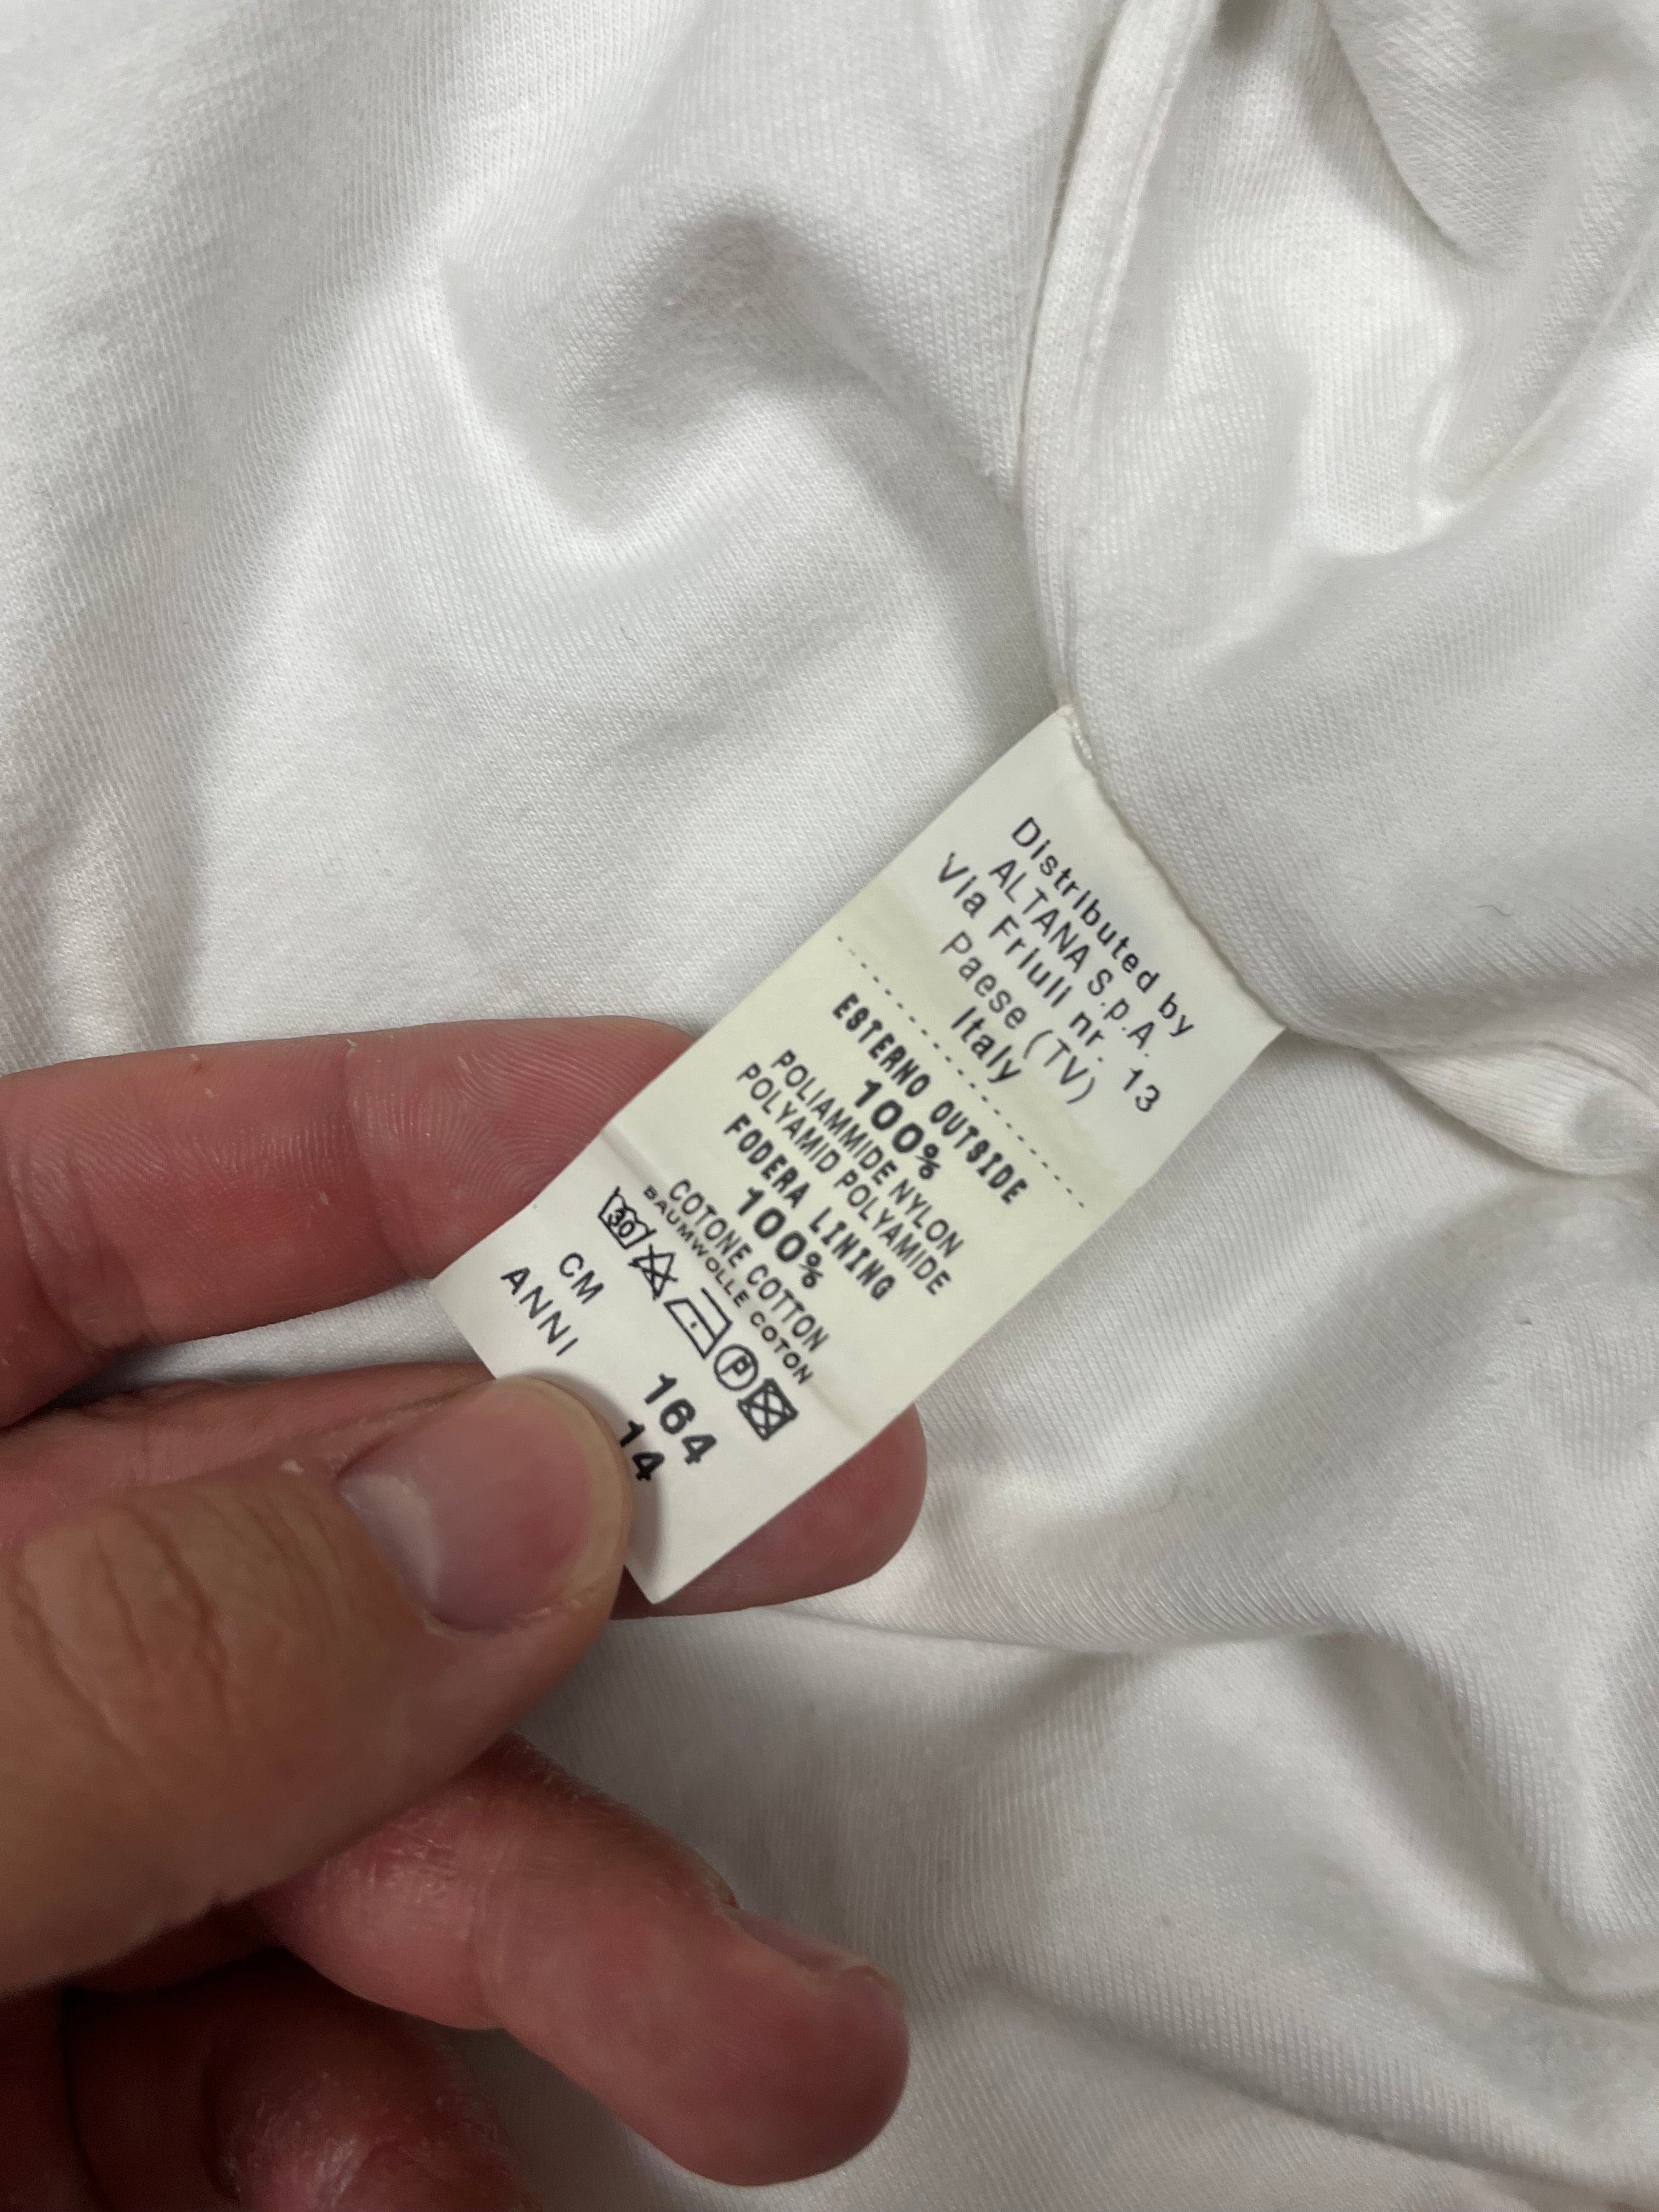 Distributed by
ALTANA S.p.A.
Via Friuli nr. 13
Paese (TV)
Italy
ESTERNO OUTSIDE
100%
POLIAMMIDE NYLON
POLYAMID POLYAMIDE
FODERA LINING
100%
COTONE COTTON
BAUMWOLLE COTON
30 P
CM 164
ANNI 14